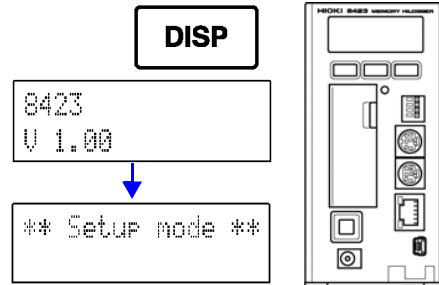 DISP
8423
V 1.00
** Setup mode **
HIOKI 8423 MEMORY HiLOGGER